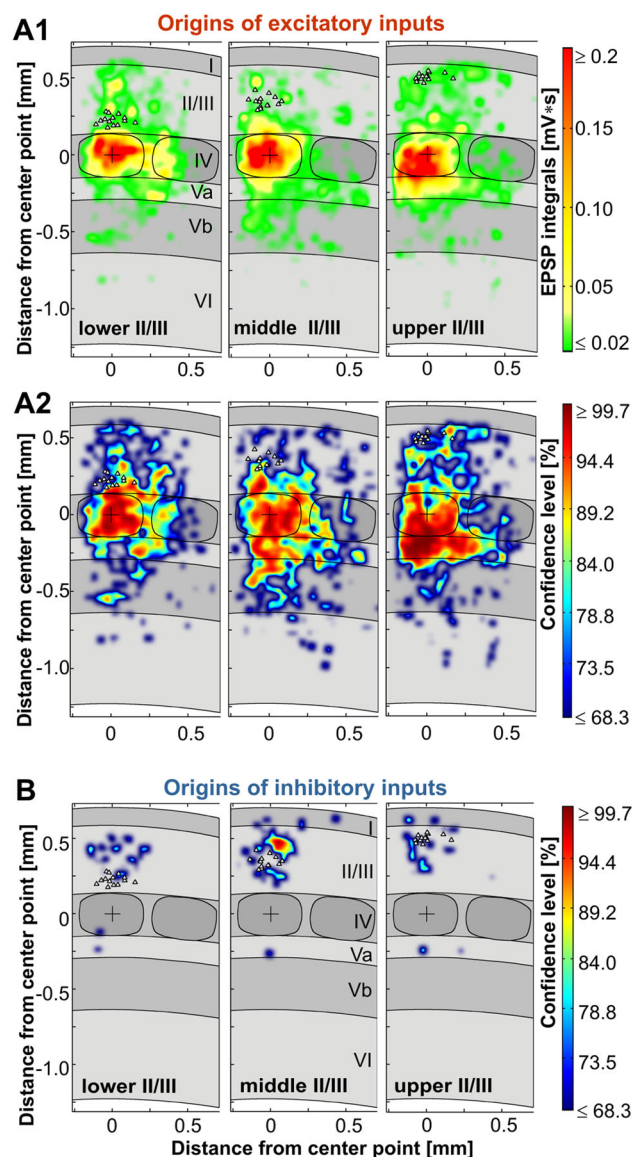 A1
Origins of excitatory inputs
Distance from center point [mm]
0.5
0
-0.5
-1.0
I
II/III
IV
Va
Vb
VI
lower II/III
middle II/III
upper II/III
0 0.5 0 0.5 0 0.5
≥ 0.2
0.15
0.10
0.05
≤ 0.02
EPSP integrals [mV*s]
A2
Distance from center point [mm]
0.5
0
-0.5
-1.0
0 0.5 0 0.5 0 0.5
≥ 99.7
94.4
89.2
84.0
78.8
73.5
≤ 68.3
Confidence level [%]
B
Origins of inhibitory inputs
Distance from center point [mm]
0.5
0
-0.5
-1.0
I
II/III
IV
Va
Vb
VI
lower II/III
middle II/III
upper II/III
0 0.5 0 0.5 0 0.5
≥ 99.7
94.4
89.2
84.0
78.8
73.5
≤ 68.3
Confidence level [%]
Distance from center point [mm]